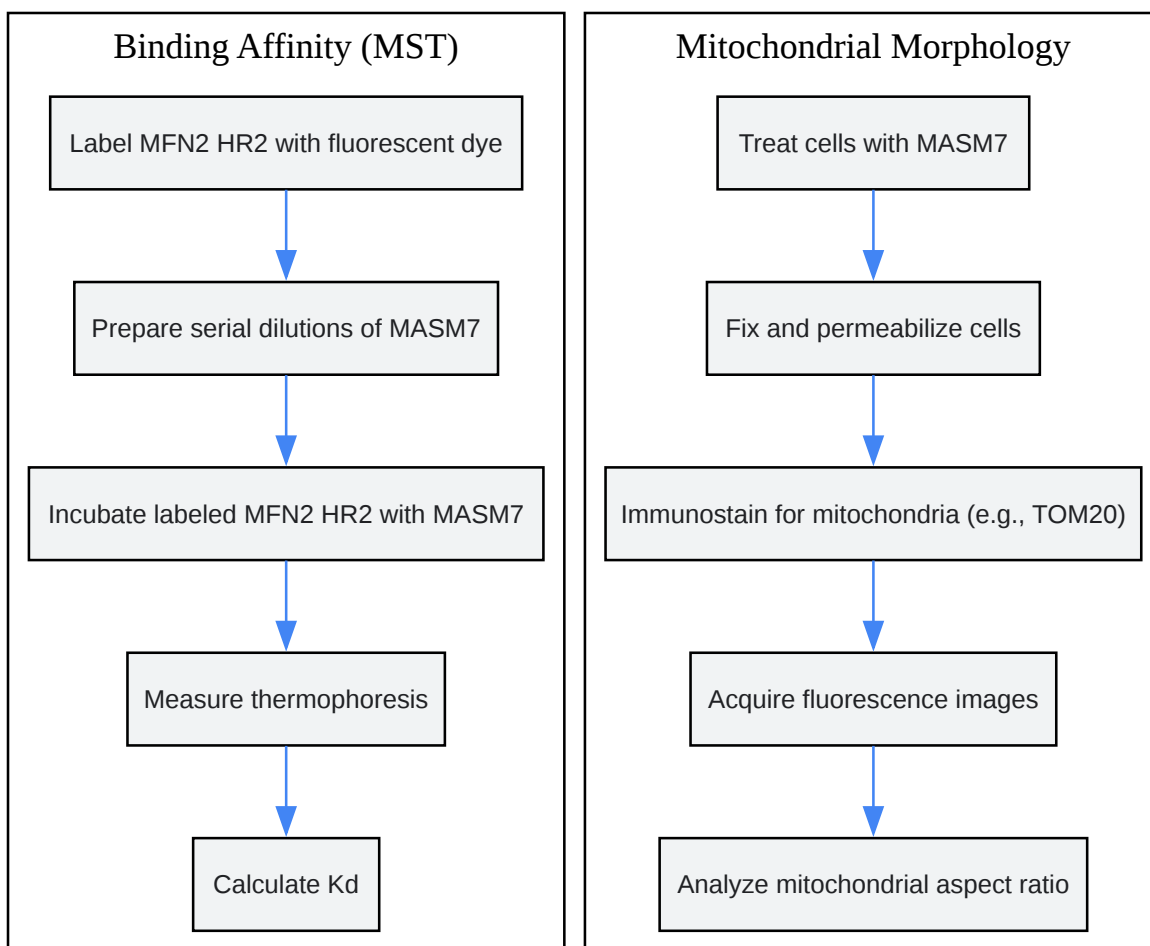 Binding Affinity (MST)
Label MFN2 HR2 with fluorescent dye
Prepare serial dilutions of MASM7
Incubate labeled MFN2 HR2 with MASM7
Measure thermophoresis
Calculate Kd
Mitochondrial Morphology
Treat cells with MASM7
Fix and permeabilize cells
Immunostain for mitochondria (e.g., TOM20)
Acquire fluorescence images
Analyze mitochondrial aspect ratio